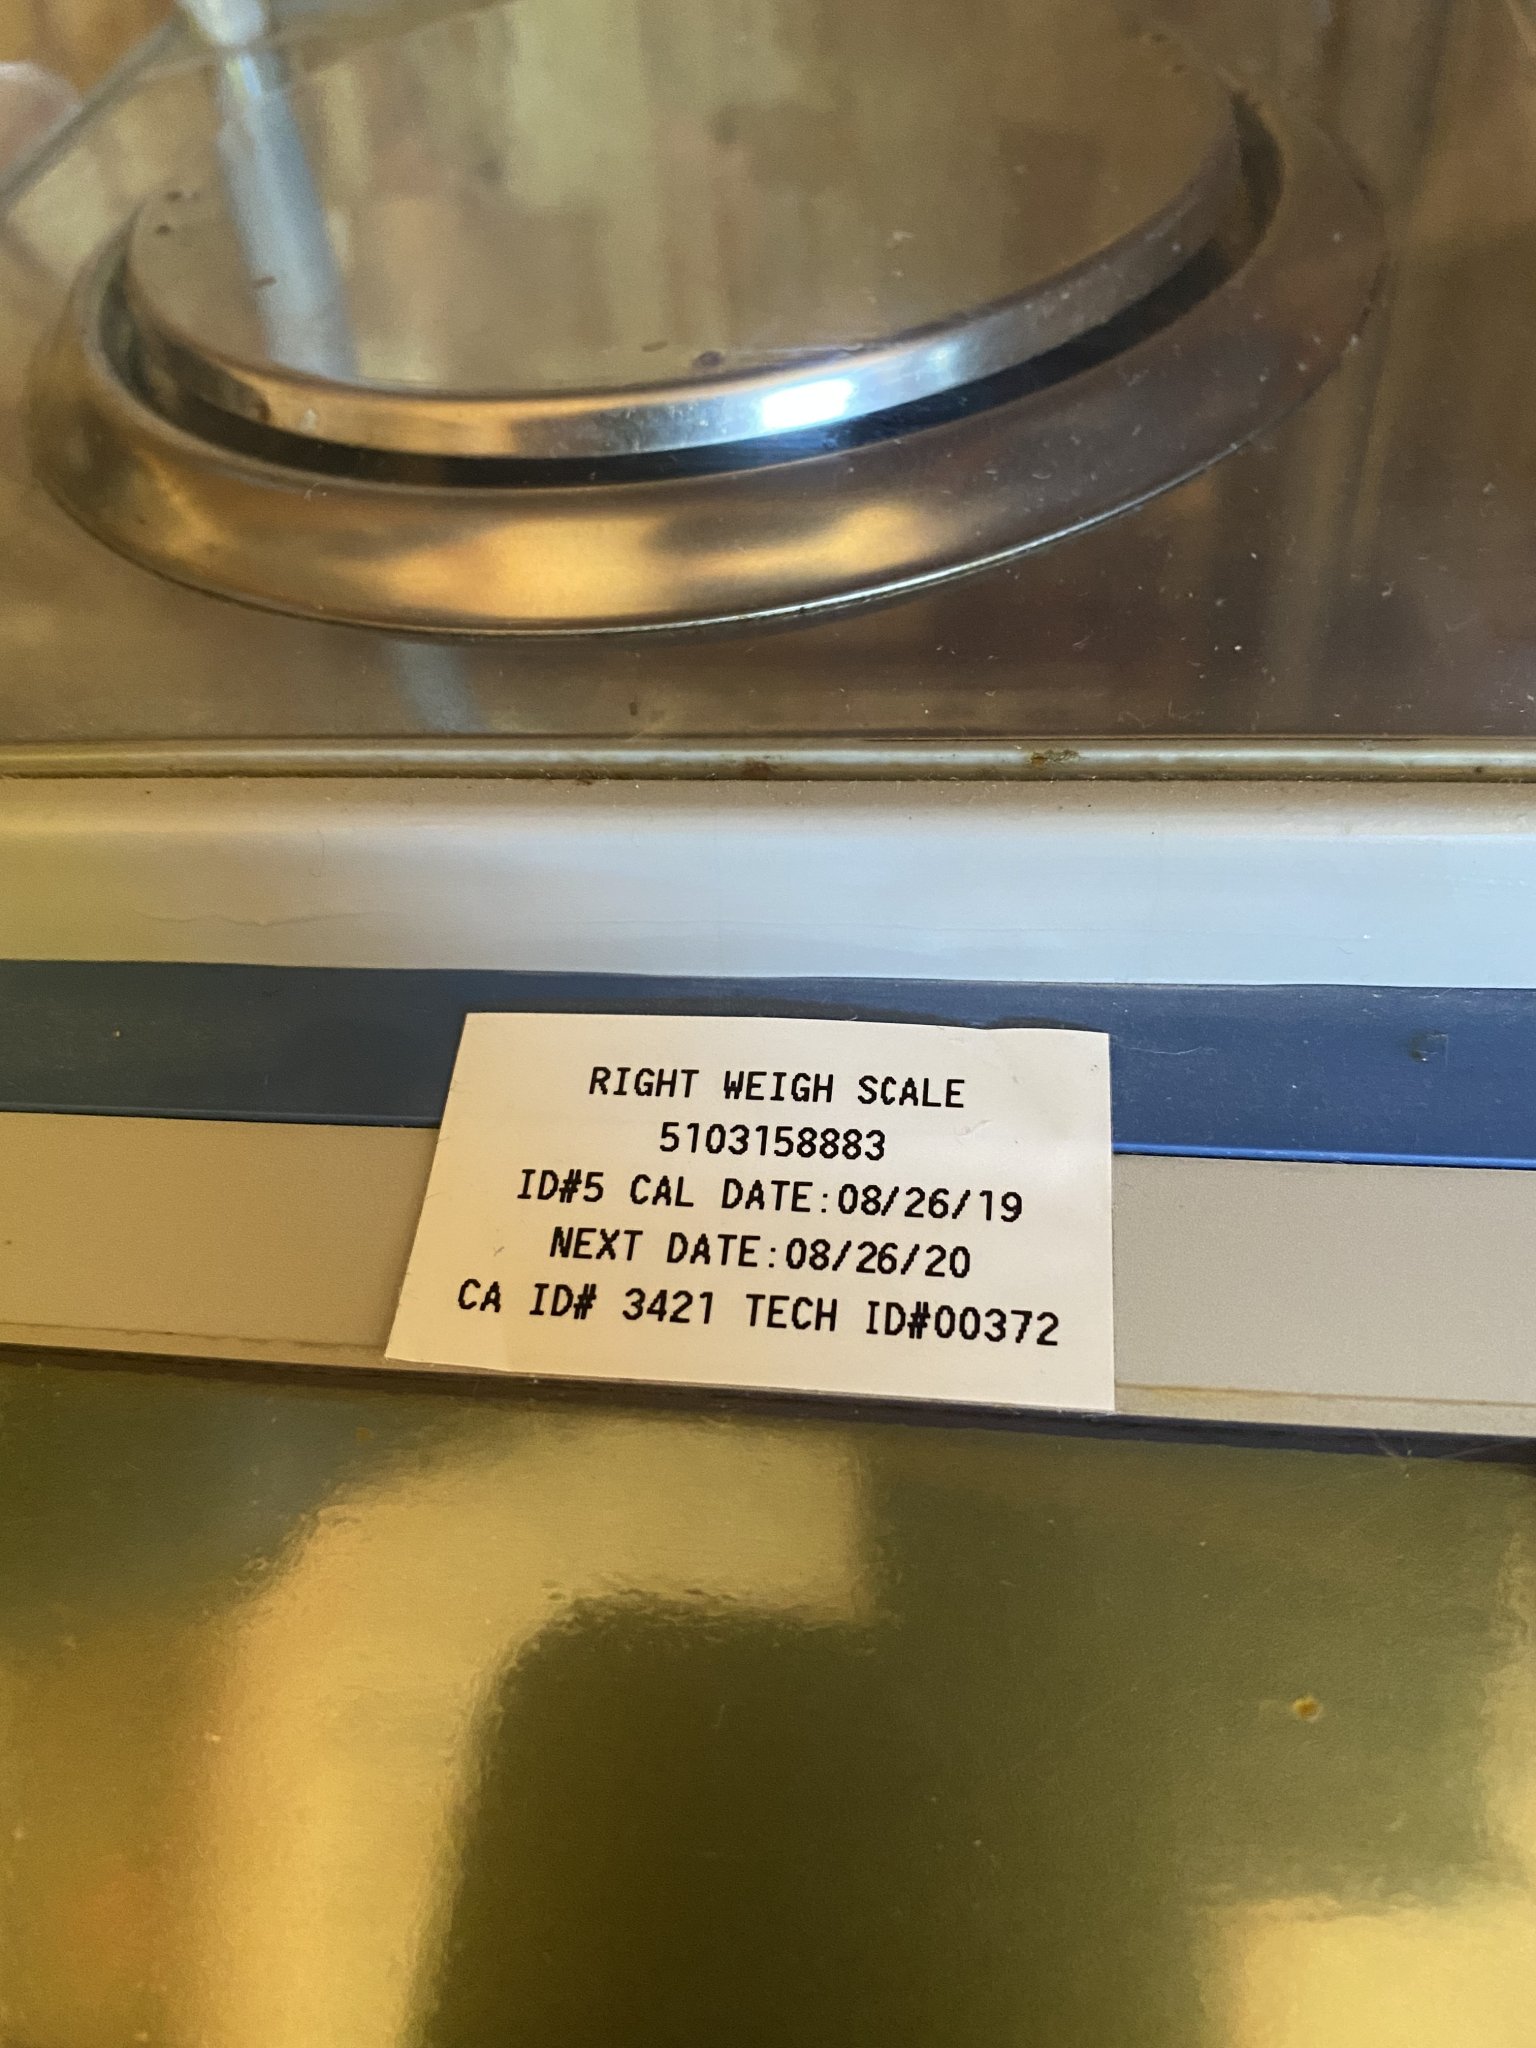 RIGHT WEIGH SCALE
5103158883
ID#5 CAL DATE:08/26/19
NEXT DATE:08/26/20
CA ID# 3421 TECH ID#00372